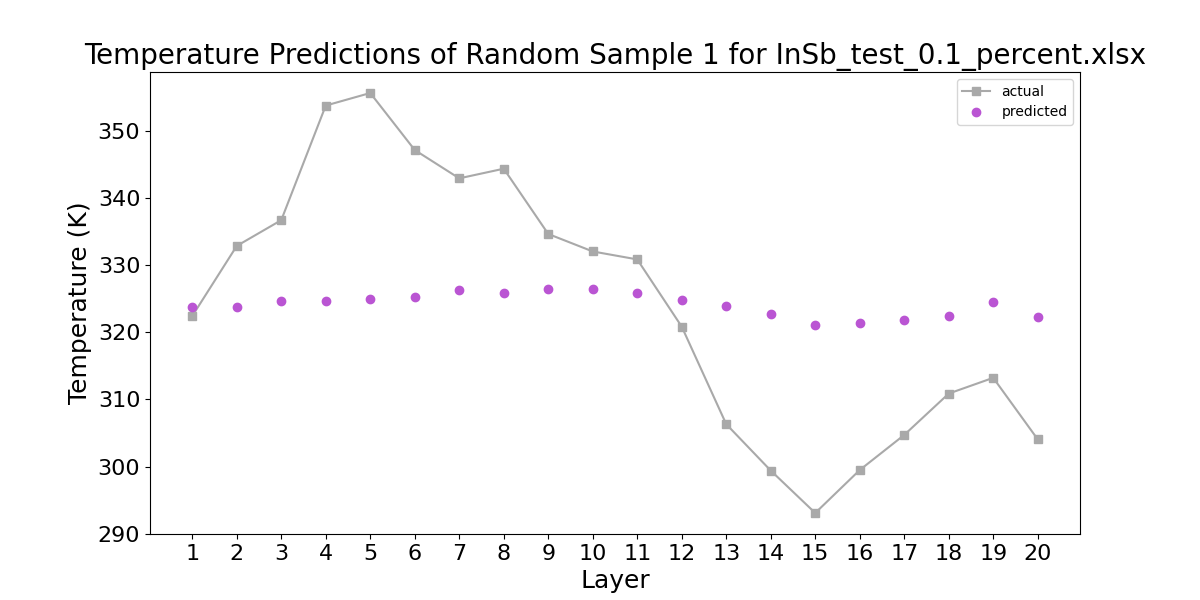 Temperature Predictions of Random Sample 1 for InSb_test_0.1_percent.xlsx
actual
predicted
Temperature (K)
350
340
330
320
310
300
290
1 2 3 4 5 6 7 8 9 10 11 12 13 14 15 16 17 18 19 20
Layer